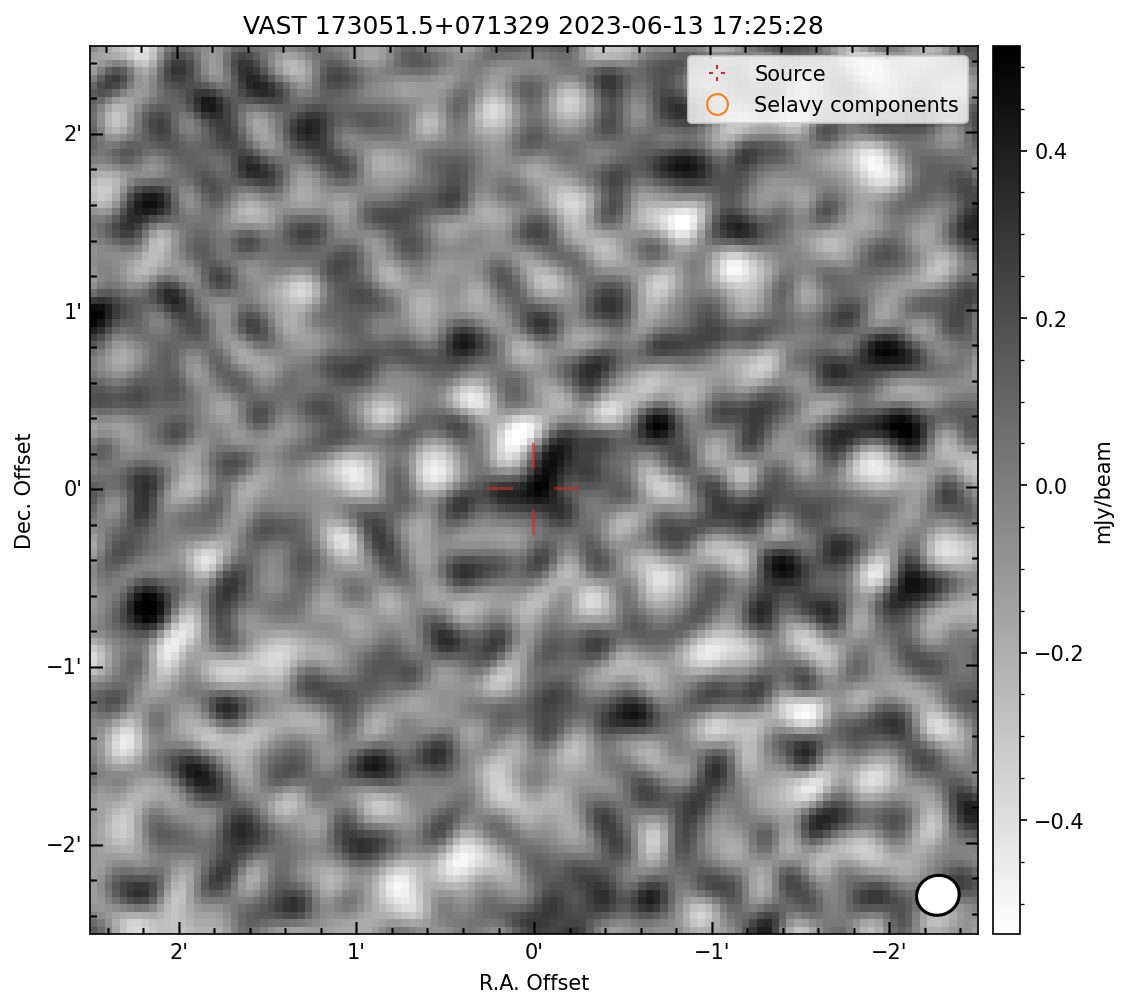 VAST 173051.5+071329 2023-06-13 17:25:28
Source
Selavy components
2'
1'
0'
−1'
−2'
Dec. Offset
2'
1'
0'
−1'
−2'
R.A. Offset
0.4
0.2
0.0
−0.2
−0.4
mJy/beam